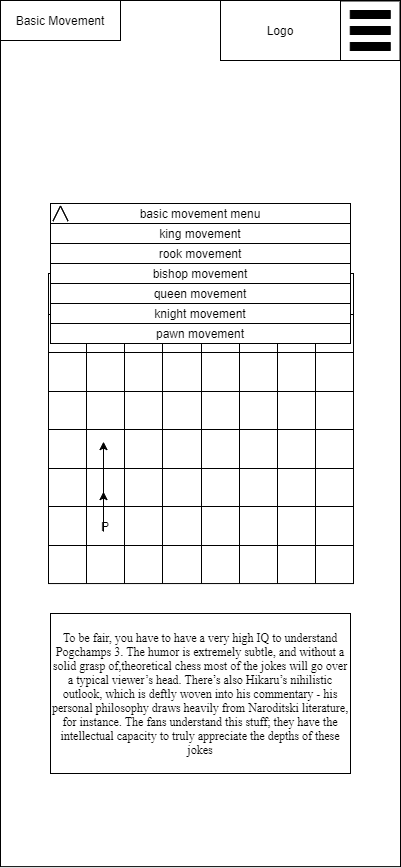 Basic Movement
Logo
basic movement menu
king movement
rook movement
bishop movement
queen movement
knight movement
pawn movement
P
To be fair, you have to have a very high IQ to understand
Pogchamps 3. The humor is extremely subtle, and without a
solid grasp of,theoretical chess most of the jokes will go over
a typical viewer’s head. There’s also Hikaru’s nihilistic
outlook, which is deftly woven into his commentary - his
personal philosophy draws heavily from Naroditski literature,
for instance. The fans understand this stuff; they have the
intellectual capacity to truly appreciate the depths of these
jokes